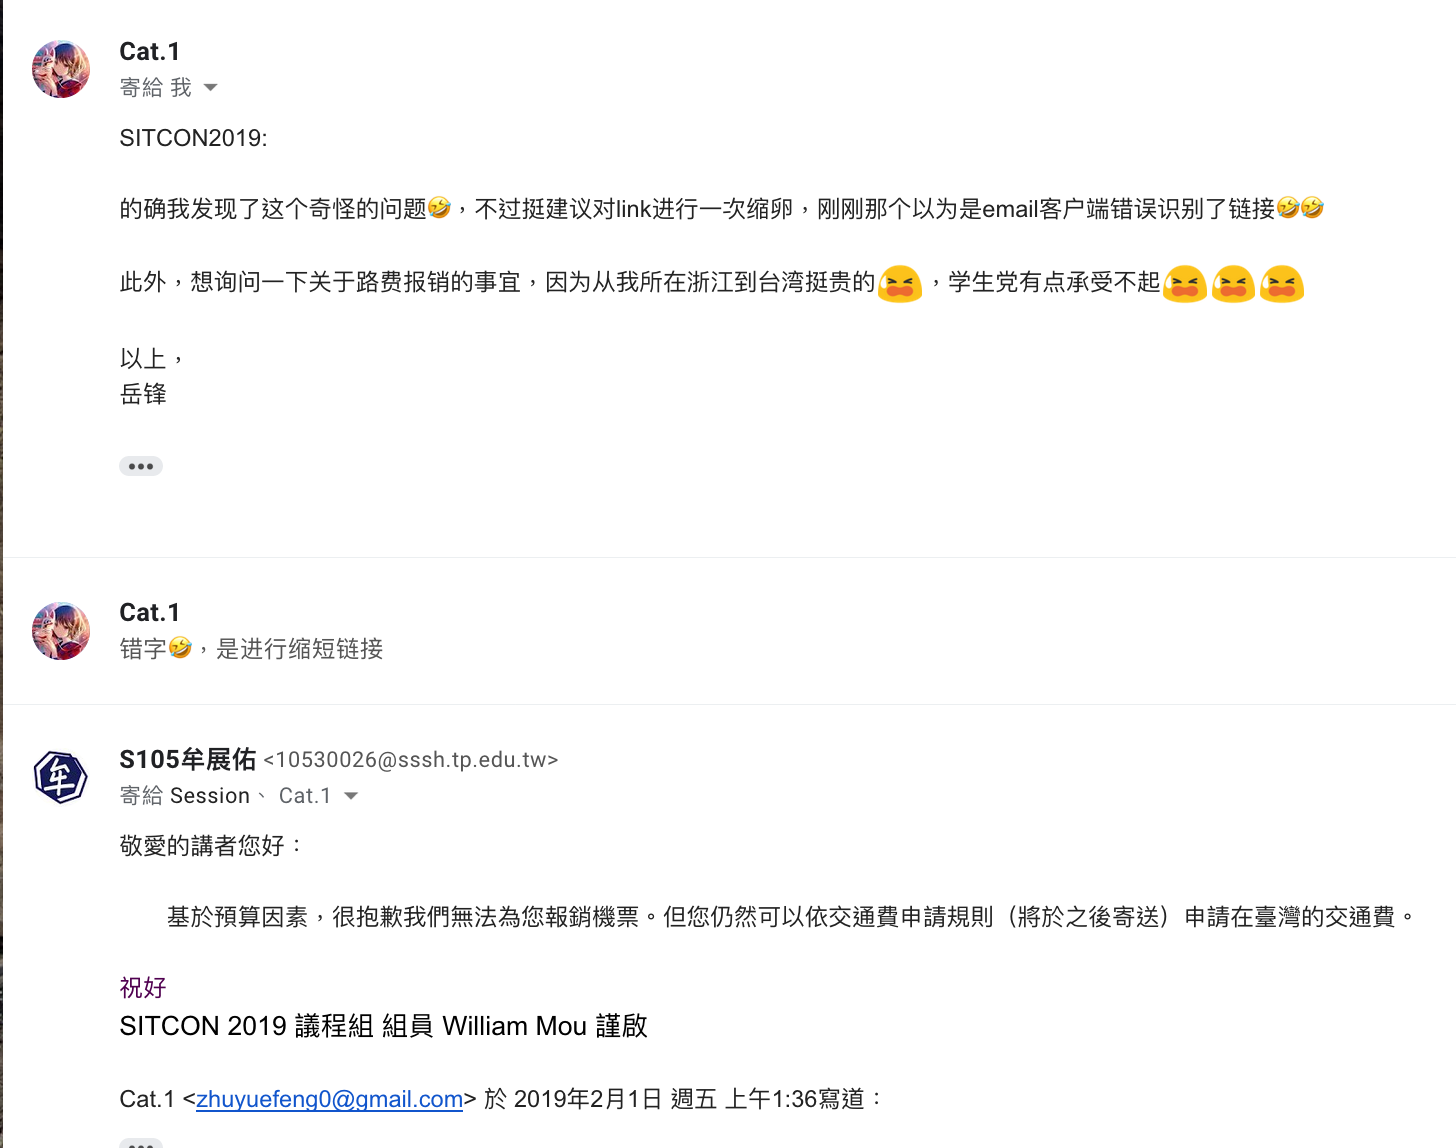 Cat.1
寄給 我
SITCON2019:
的确我发现了这个奇怪的问题🤣，不过挺建议对link进行一次缩卵，刚刚那个以为是email客户端错误识别了链接🤣🤣
此外，想询问一下关于路费报销的事宜，因为从我所在浙江到台湾挺贵的😫，学生党有点承受不起😫😫😫
以上，
岳锋
Cat.1
错字🤣，是进行缩短链接
牟
S105牟展佑 <10530026@sssh.tp.edu.tw>
寄給 Session、 Cat.1
敬愛的講者您好：
基於預算因素，很抱歉我們無法為您報銷機票。但您仍然可以依交通費申請規則（將於之後寄送）申請在臺灣的交通費。
祝好
SITCON 2019 議程組 組員 William Mou 謹啟
Cat.1 <zhuyuefeng0@gmail.com> 於 2019年2月1日 週五 上午1:36寫道：